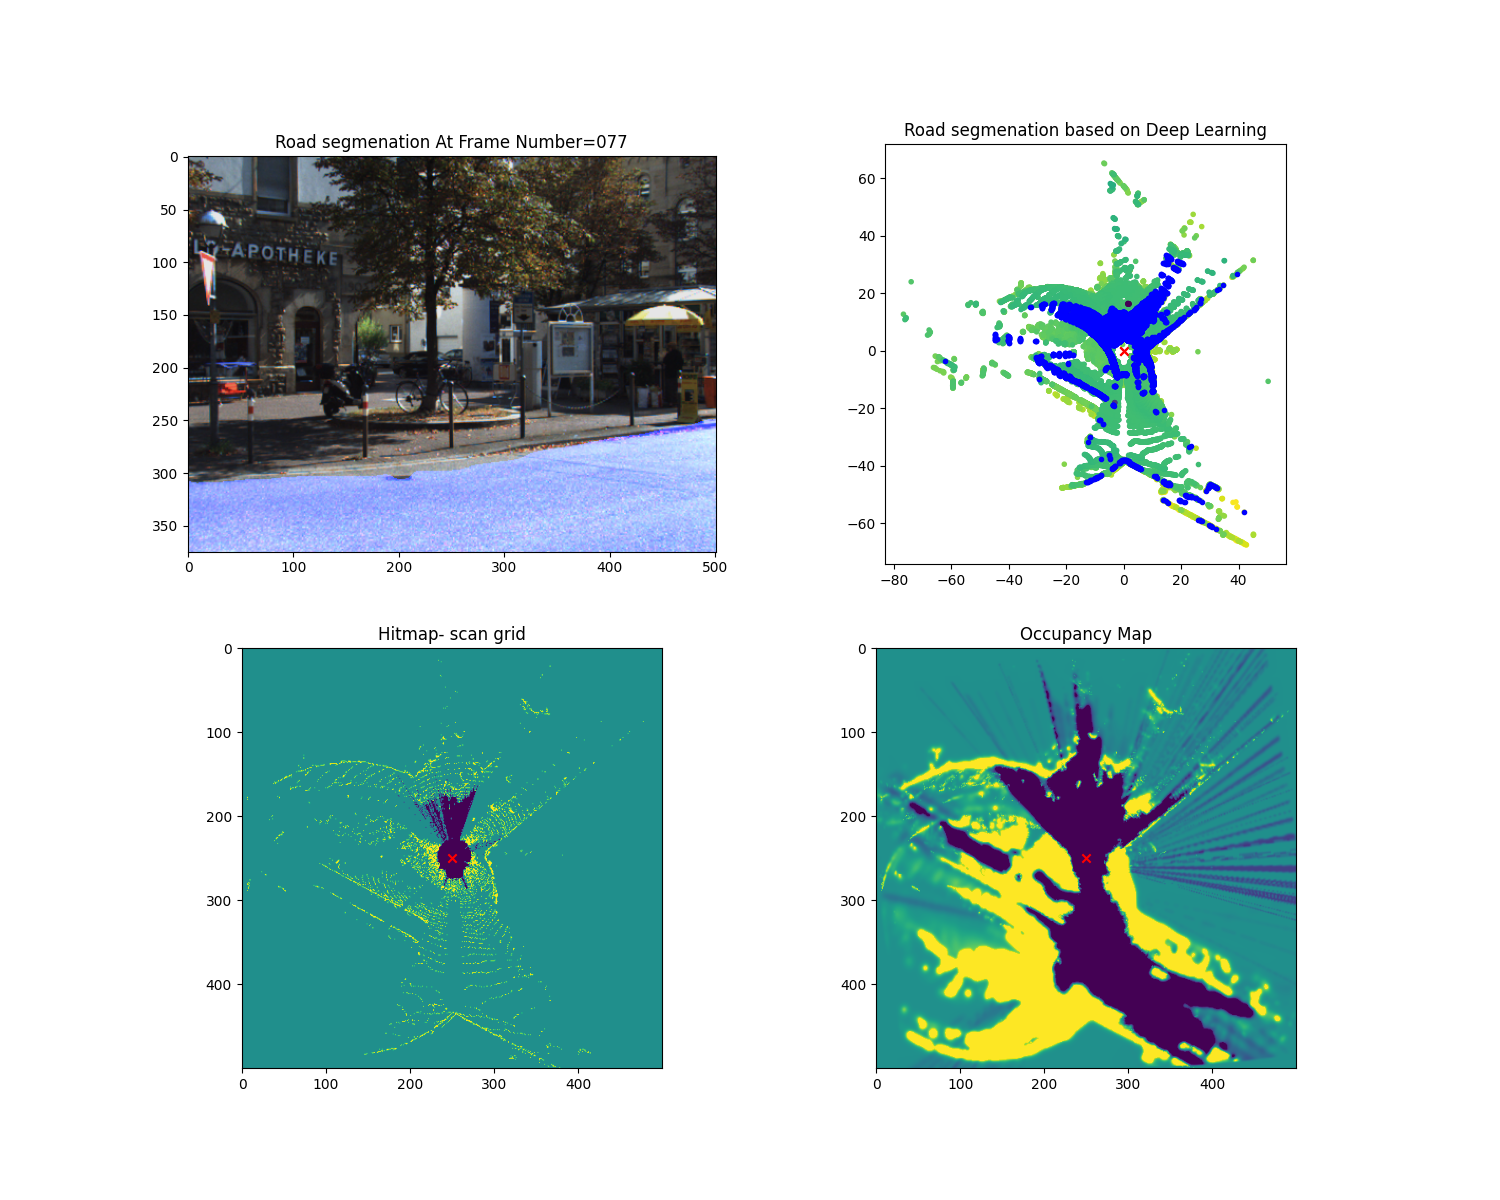 Road segmenation At Frame Number=077
0
50
100
150
200
250
300
350
0 100 200 300 400 500
APOTHEKE
Road segmenation based on Deep Learning
60
40
20
0
−20
−40
−60
−80 −60 −40 −20 0 20 40
Hitmap- scan grid
0
100
200
300
400
0 100 200 300 400
Occupancy Map
0
100
200
300
400
0 100 200 300 400